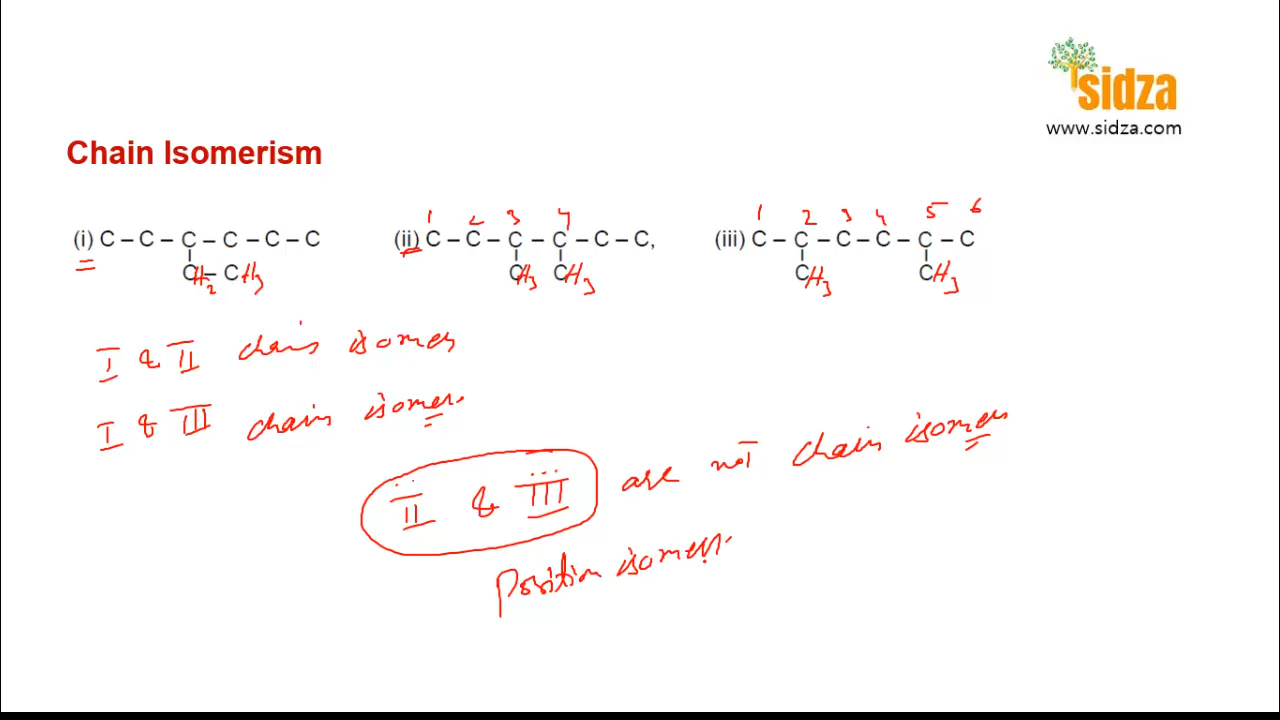 sidza
www.sidza.com
Chain Isomerism
(i) C – C – C – C – C – C
CH2 – CH3
(ii) C – C – C – C – C – C,
1 2 3 4
CH3 CH3
(iii) C – C – C – C – C – C
1 2 3 4 5 6
CH3 CH3
I & II chain isomers
I & III chain isomer.
II & III are not chain isomers
Position isomers.